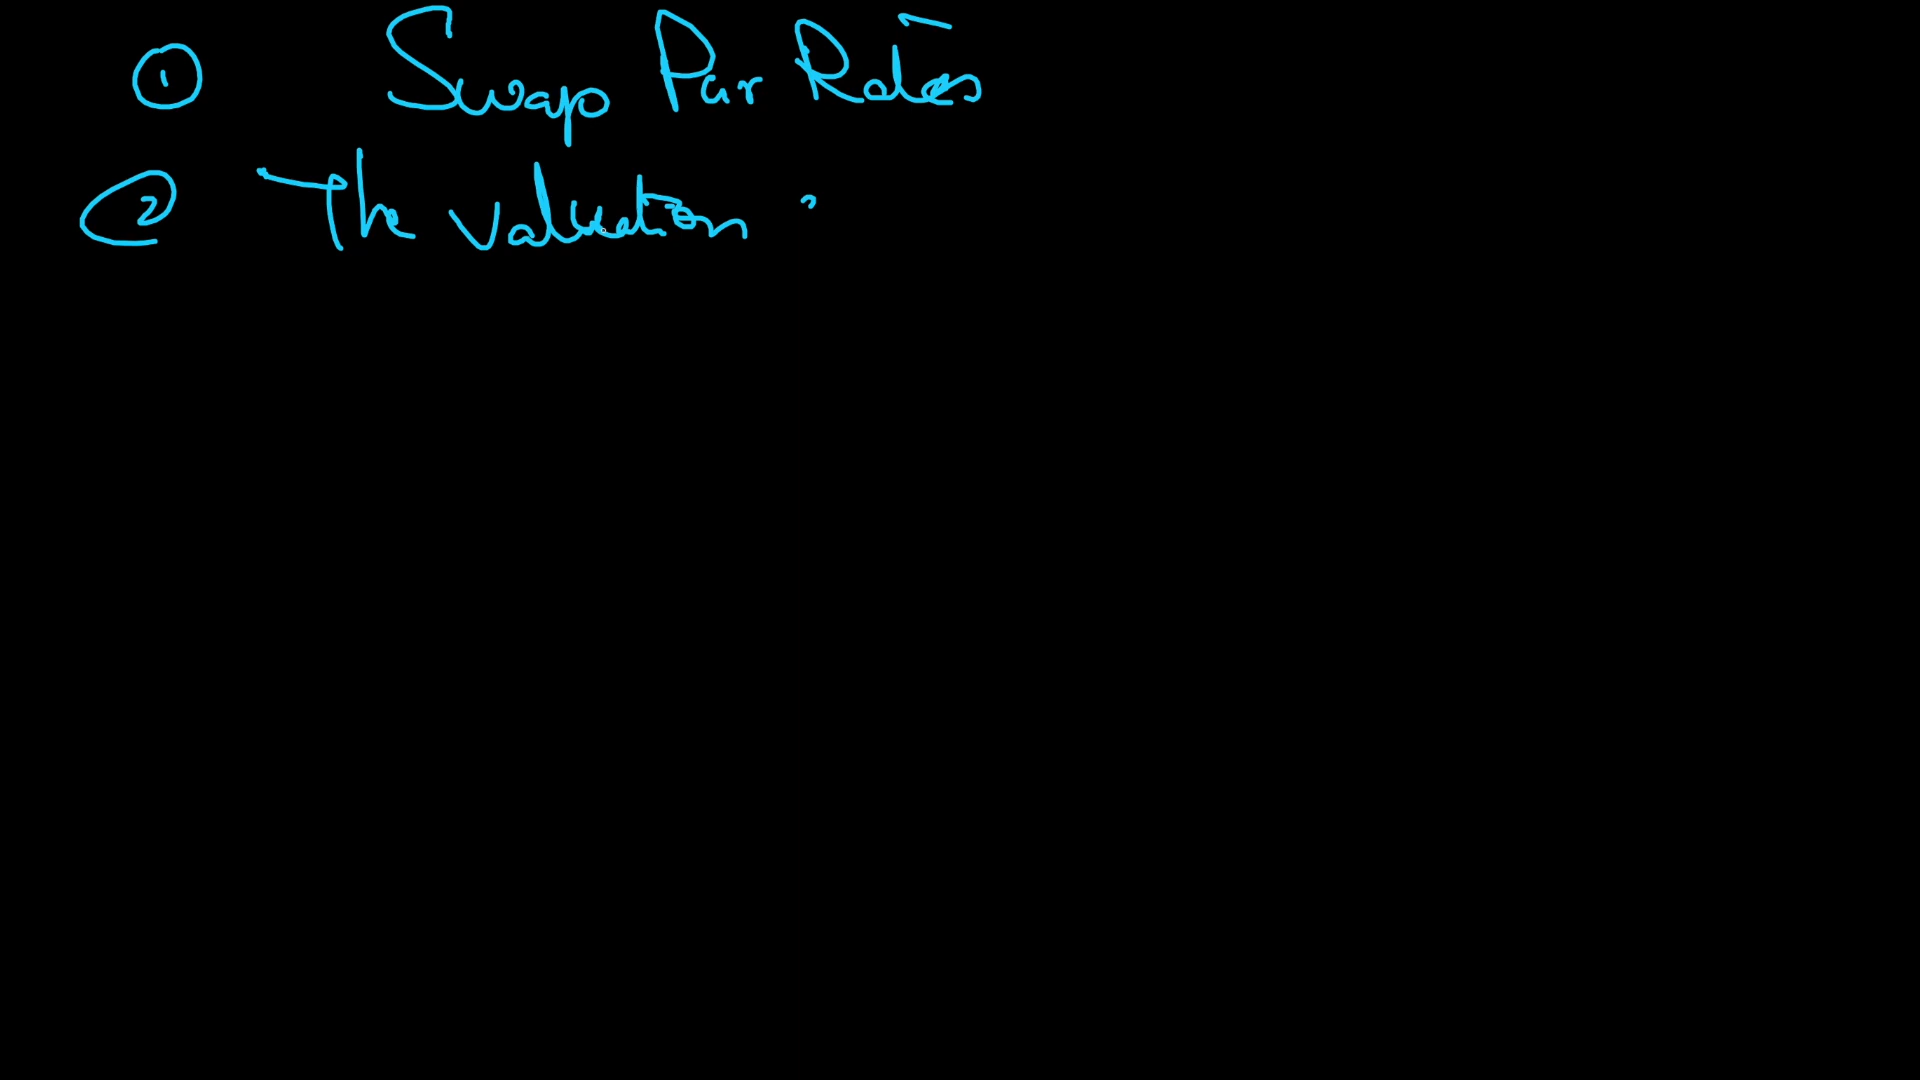 ① Swap Par Rates
② The valuation